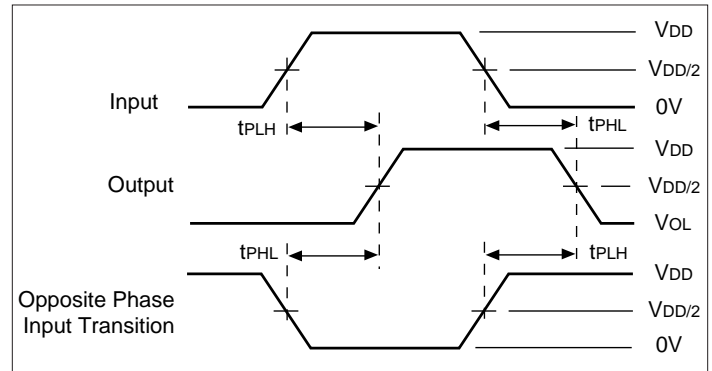 VDD
VDD/2
Input
0V
tPLH
tPHL
VDD
Output
VDD/2
VOL
tPHL
tPLH
VDD
Opposite Phase
Input Transition
VDD/2
0V